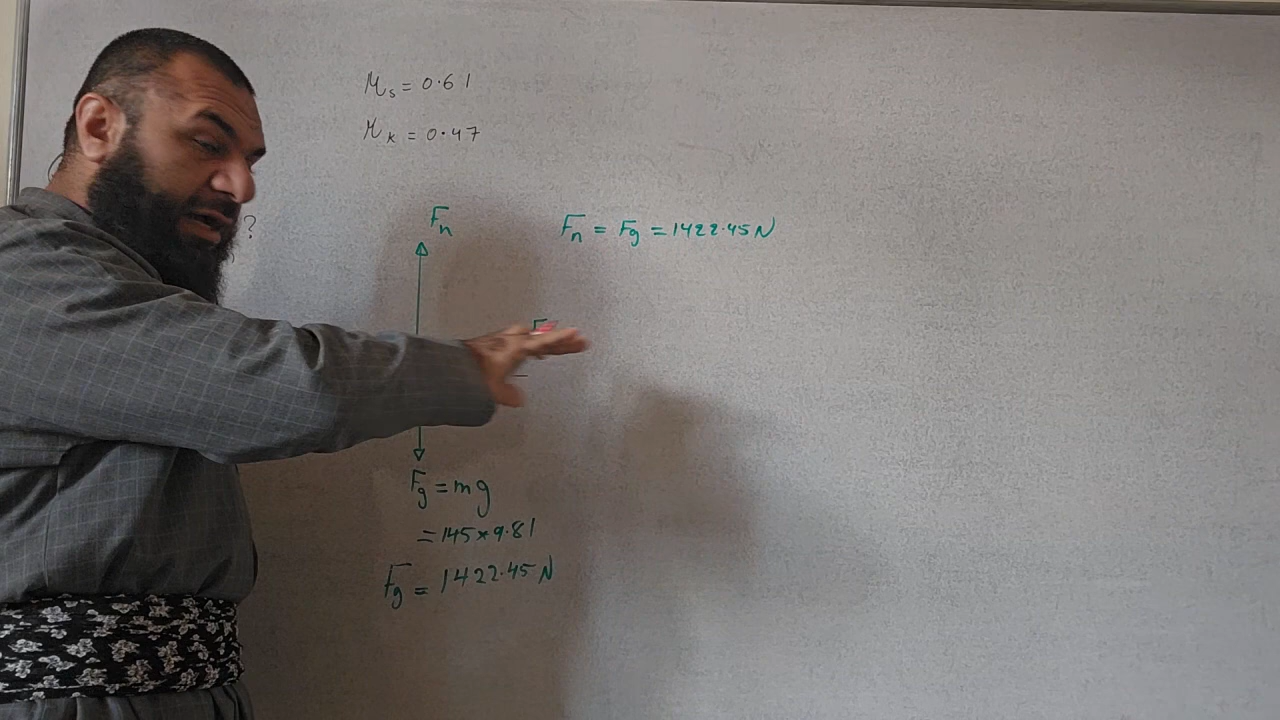 μs = 0.61
μk = 0.47
?
Fn
Fn = Fg = 1422.45 N
F
Fg = mg
= 145 × 9.81
Fg = 1422.45 N